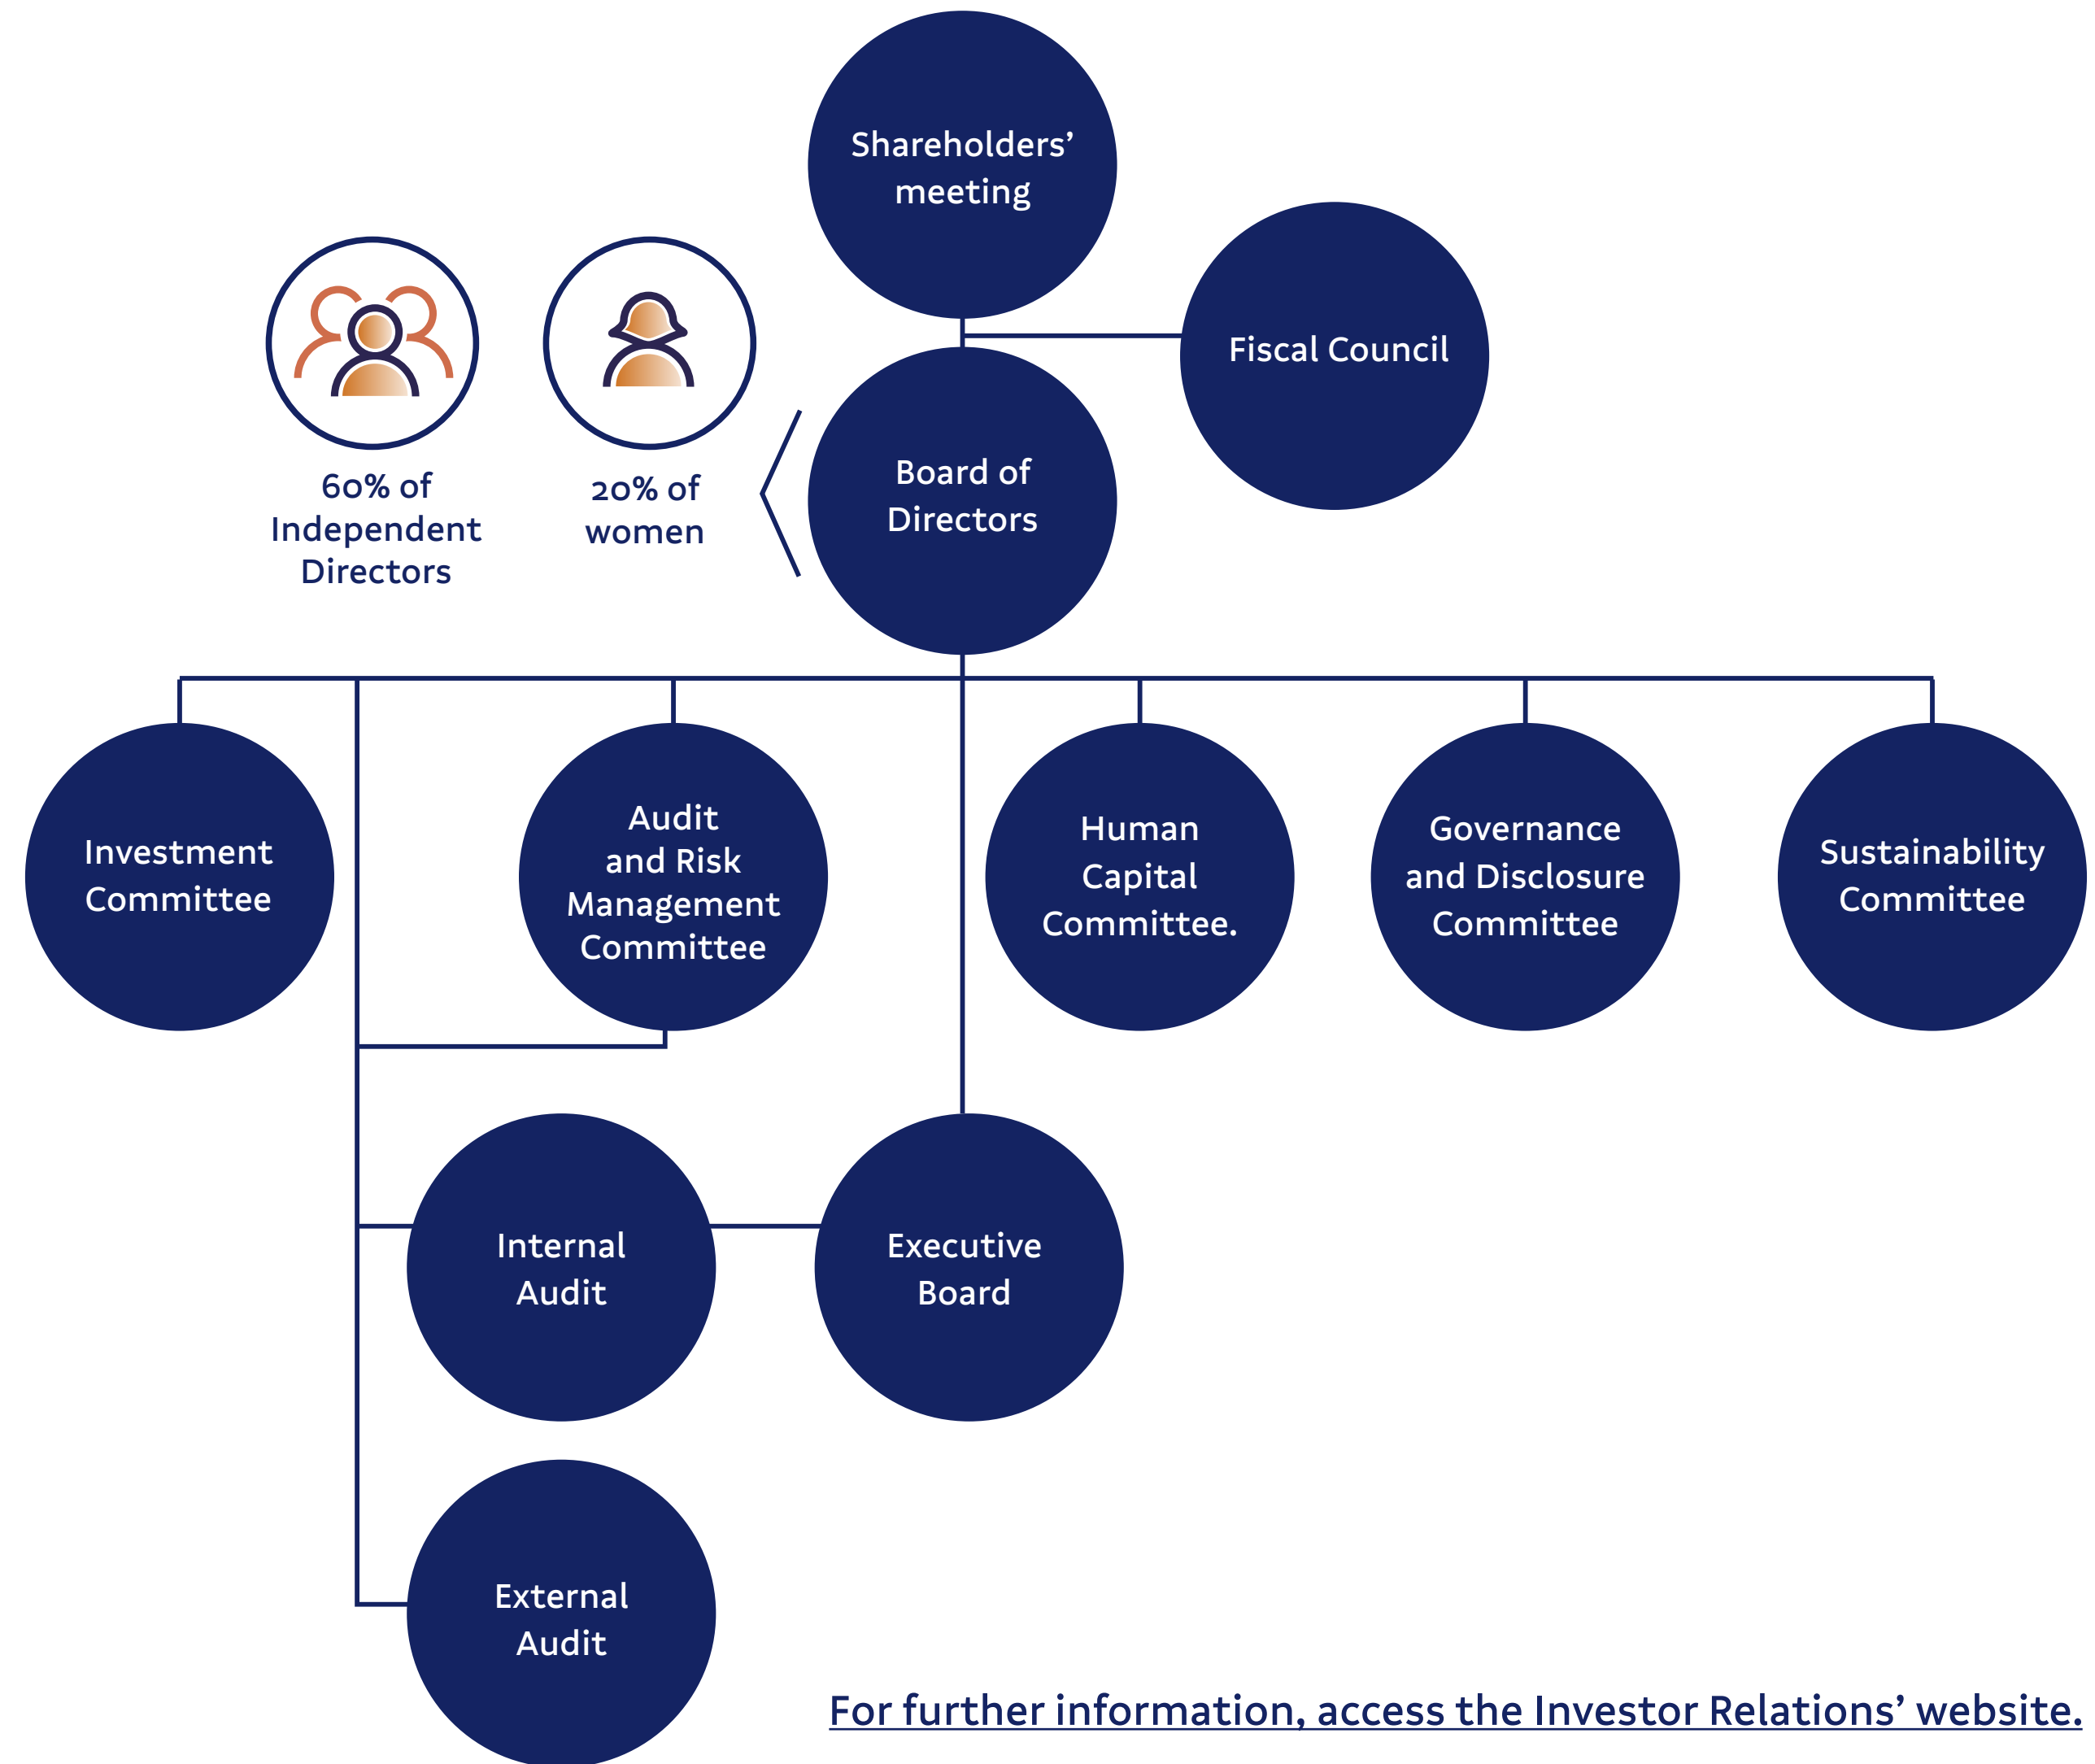 Shareholders’
meeting
Fiscal Council
60% of
Independent
Directors
20% of
women
Board of
Directors
Investment
Committee
Audit
and Risk
Management
Committee
Human
Capital
Committee.
Governance
and Disclosure
Committee
Sustainability
Committee
Internal
Audit
Executive
Board
External
Audit
For further information, access the Investor Relations’ website.